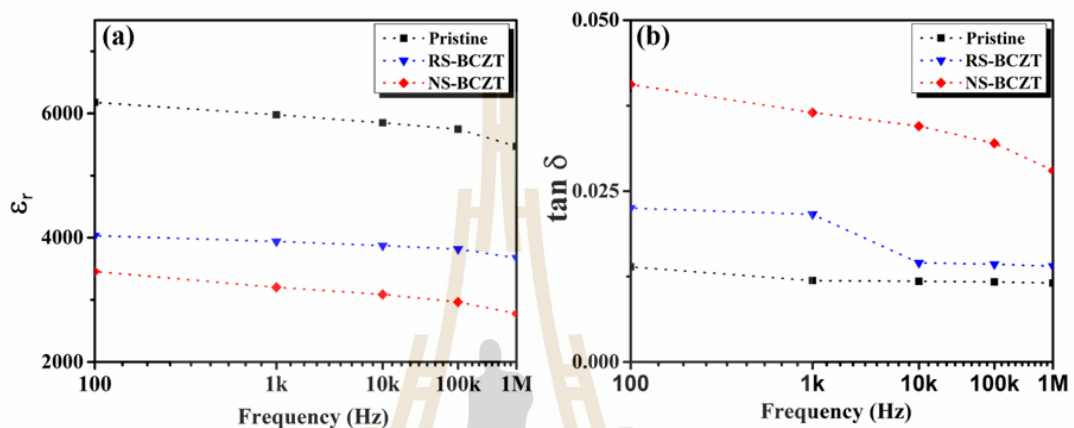 (a)
Pristine
RS-BCZT
NS-BCZT
6000
4000
2000
εr
100 1k 10k 100k 1M
Frequency (Hz)
(b)
Pristine
RS-BCZT
NS-BCZT
0.050
0.025
0.000
tan δ
100 1k 10k 100k 1M
Frequency (Hz)